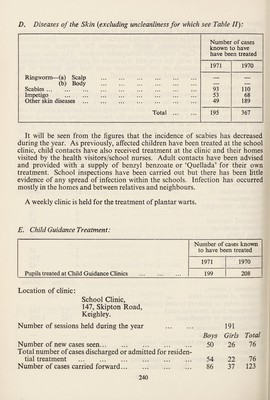 D. Diseases of the Skin (excluding uncleanliness for which see Table II):
Number of cases
known to have
have been treated
1971 1970
Ringworm—(a) Scalp ... ... ... ... ... ... — —
(b) Body ... ... ... ... ... ... — —
Scabies ... ... ... ... ... ... ... ... 93 110
Impetigo ... ... ... ... ... ... ... 53 68
Other skin diseases ... ... ... ... ... ... 49 189
Total ... ... 195 367
It will be seen from the figures that the incidence of scabies has decreased
during the year. As previously, affected children have been treated at the school
clinic, child contacts have also received treatment at the clinic and their homes
visited by the health visitors/school nurses. Adult contacts have been advised
and provided with a supply of benzyl benzoate or 'Quellada' for their own
treatment. School inspections have been carried out but there has been little
evidence of any spread of infection within the schools. Infection has occurred
mostly in the homes and between relatives and neighbours.
A weekly clinic is held for the treatment of plantar warts.
E. Child Guidance Treatment:
Number of cases known
to have been treated
1971 1970
Pupils treated at Child Guidance Clinics ... ... ... 199 208
Location of clinic:
School Clinic,
147, Skipton Road,
Keighley.
Number of sessions held during the year ... ... 191
Boys Girls Total
Number of new cases seen... ... ... ... ... 50 26 76
Total number of cases discharged or admitted for residen-
tial treatment ... ... ... ... ... ... 54 22 76
Number of cases carried forward... ... ... ... 86 37 123
240